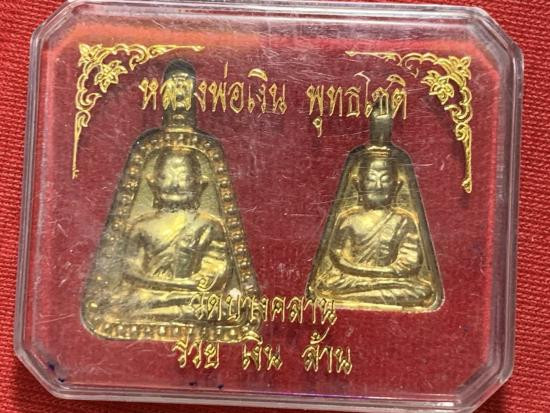 หลวงพ่อเงิน พุทธโชติ
วัดบางคลาน
รวย เงิน ล้าน